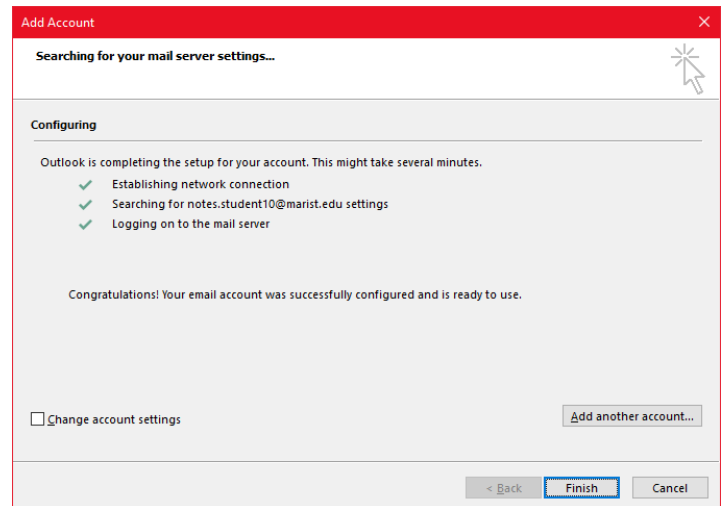 Add Account
Searching for your mail server settings...
Configuring
Outlook is completing the setup for your account. This might take several minutes.
Establishing network connection
Searching for notes.student10@marist.edu settings
Logging on to the mail server
Congratulations! Your email account was successfully configured and is ready to use.
Change account settings
Add another account...
< Back Finish Cancel